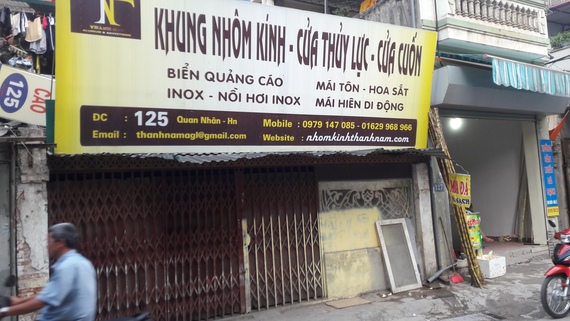 KHUNG NHÔM KÍNH - CỬA THỦY LỰC - CỬA CUỐN
BIỂN QUẢNG CÁO
MÁI TÔN - HOA SẮT
INOX - NỒI HƠI INOX
MÁI HIÊN DI ĐỘNG
ĐC : 125 Quan Nhân - Hn
Mobile : 0979 147 085 - 01629 968 966
Email : thanhnamagl@gmail.com
Website : nhomkinhthanhnam.com
125